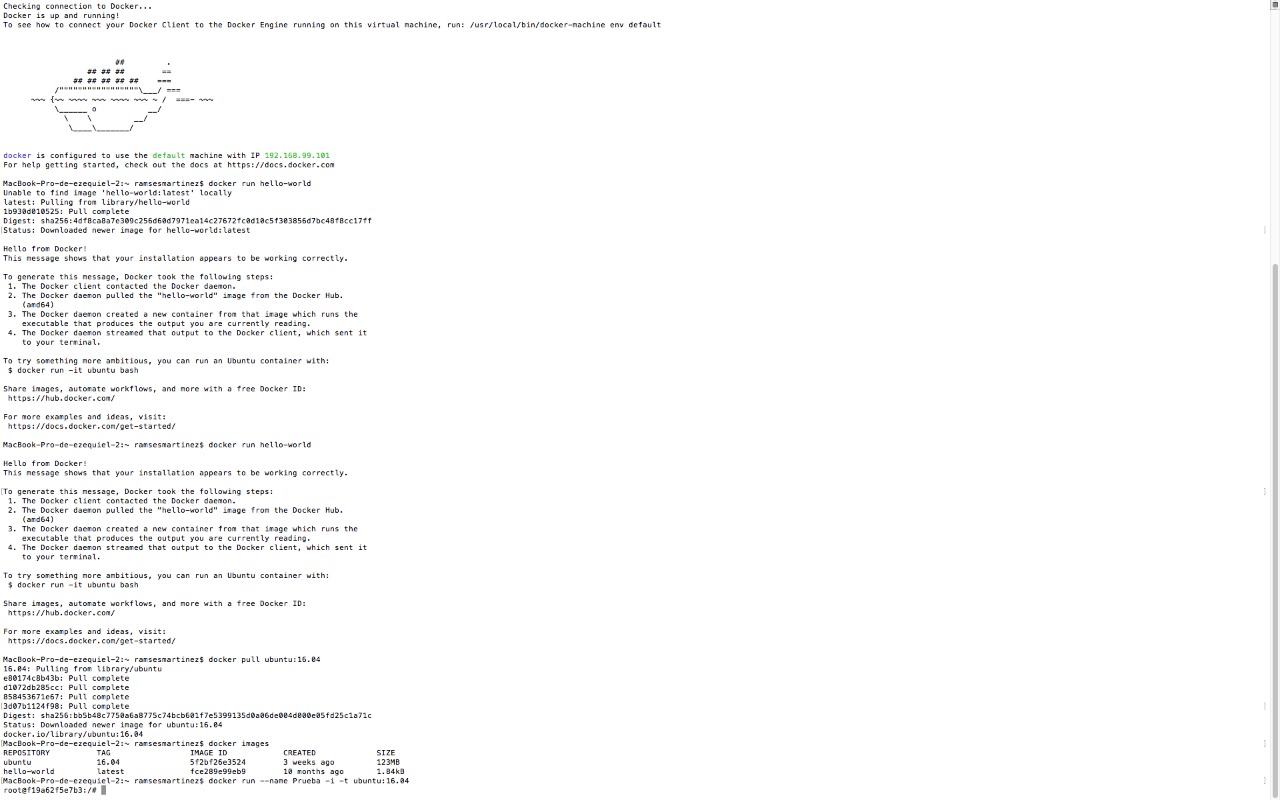 Checking connection to Docker...
Docker is up and running!
To see how to connect your Docker Client to the Docker Engine running on this virtual machine, run: /usr/local/bin/docker-machine env default
                        ##         .
                  ## ## ##        ==
               ## ## ## ## ##    ===
           /"""""""""""""""""\___/ ===
      ~~~ {~~ ~~~~ ~~~ ~~~~ ~~~ ~ /  ===- ~~~
           \______ o           __/
             \    \         __/
              \____\_______/
docker is configured to use the default machine with IP 192.168.99.101
For help getting started, check out the docs at https://docs.docker.com
MacBook-Pro-de-ezequiel-2:~ ramsesmartinez$ docker run hello-world
Unable to find image 'hello-world:latest' locally
latest: Pulling from library/hello-world
1b930d010525: Pull complete
Digest: sha256:4df8ca8a7e309c256d60d7971ea14c27672fc0d10c5f303856d7bc48f8cc17ff
Status: Downloaded newer image for hello-world:latest
Hello from Docker!
This message shows that your installation appears to be working correctly.
To generate this message, Docker took the following steps:
 1. The Docker client contacted the Docker daemon.
 2. The Docker daemon pulled the "hello-world" image from the Docker Hub.
    (amd64)
 3. The Docker daemon created a new container from that image which runs the
    executable that produces the output you are currently reading.
 4. The Docker daemon streamed that output to the Docker client, which sent it
    to your terminal.
To try something more ambitious, you can run an Ubuntu container with:
 $ docker run -it ubuntu bash
Share images, automate workflows, and more with a free Docker ID:
 https://hub.docker.com/
For more examples and ideas, visit:
 https://docs.docker.com/get-started/
MacBook-Pro-de-ezequiel-2:~ ramsesmartinez$ docker run hello-world
Hello from Docker!
This message shows that your installation appears to be working correctly.
To generate this message, Docker took the following steps:
 1. The Docker client contacted the Docker daemon.
 2. The Docker daemon pulled the "hello-world" image from the Docker Hub.
    (amd64)
 3. The Docker daemon created a new container from that image which runs the
    executable that produces the output you are currently reading.
 4. The Docker daemon streamed that output to the Docker client, which sent it
    to your terminal.
To try something more ambitious, you can run an Ubuntu container with:
 $ docker run -it ubuntu bash
Share images, automate workflows, and more with a free Docker ID:
 https://hub.docker.com/
For more examples and ideas, visit:
 https://docs.docker.com/get-started/
MacBook-Pro-de-ezequiel-2:~ ramsesmartinez$ docker pull ubuntu:16.04
16.04: Pulling from library/ubuntu
e80174c8b43b: Pull complete
d1072db285cc: Pull complete
858453671e67: Pull complete
3d07b1124f98: Pull complete
Digest: sha256:bb5b48c7750a6a8775c74bcb601f7e5399135d0a06de004d000e05fd25c1a71c
Status: Downloaded newer image for ubuntu:16.04
docker.io/library/ubuntu:16.04
MacBook-Pro-de-ezequiel-2:~ ramsesmartinez$ docker images
REPOSITORY          TAG                 IMAGE ID            CREATED             SIZE
ubuntu              16.04               5f2bf26e3524        3 weeks ago         123MB
hello-world         latest              fce289e99eb9        10 months ago       1.84kB
MacBook-Pro-de-ezequiel-2:~ ramsesmartinez$ docker run --name Prueba -i -t ubuntu:16.04
root@f19a62f5e7b3:/#